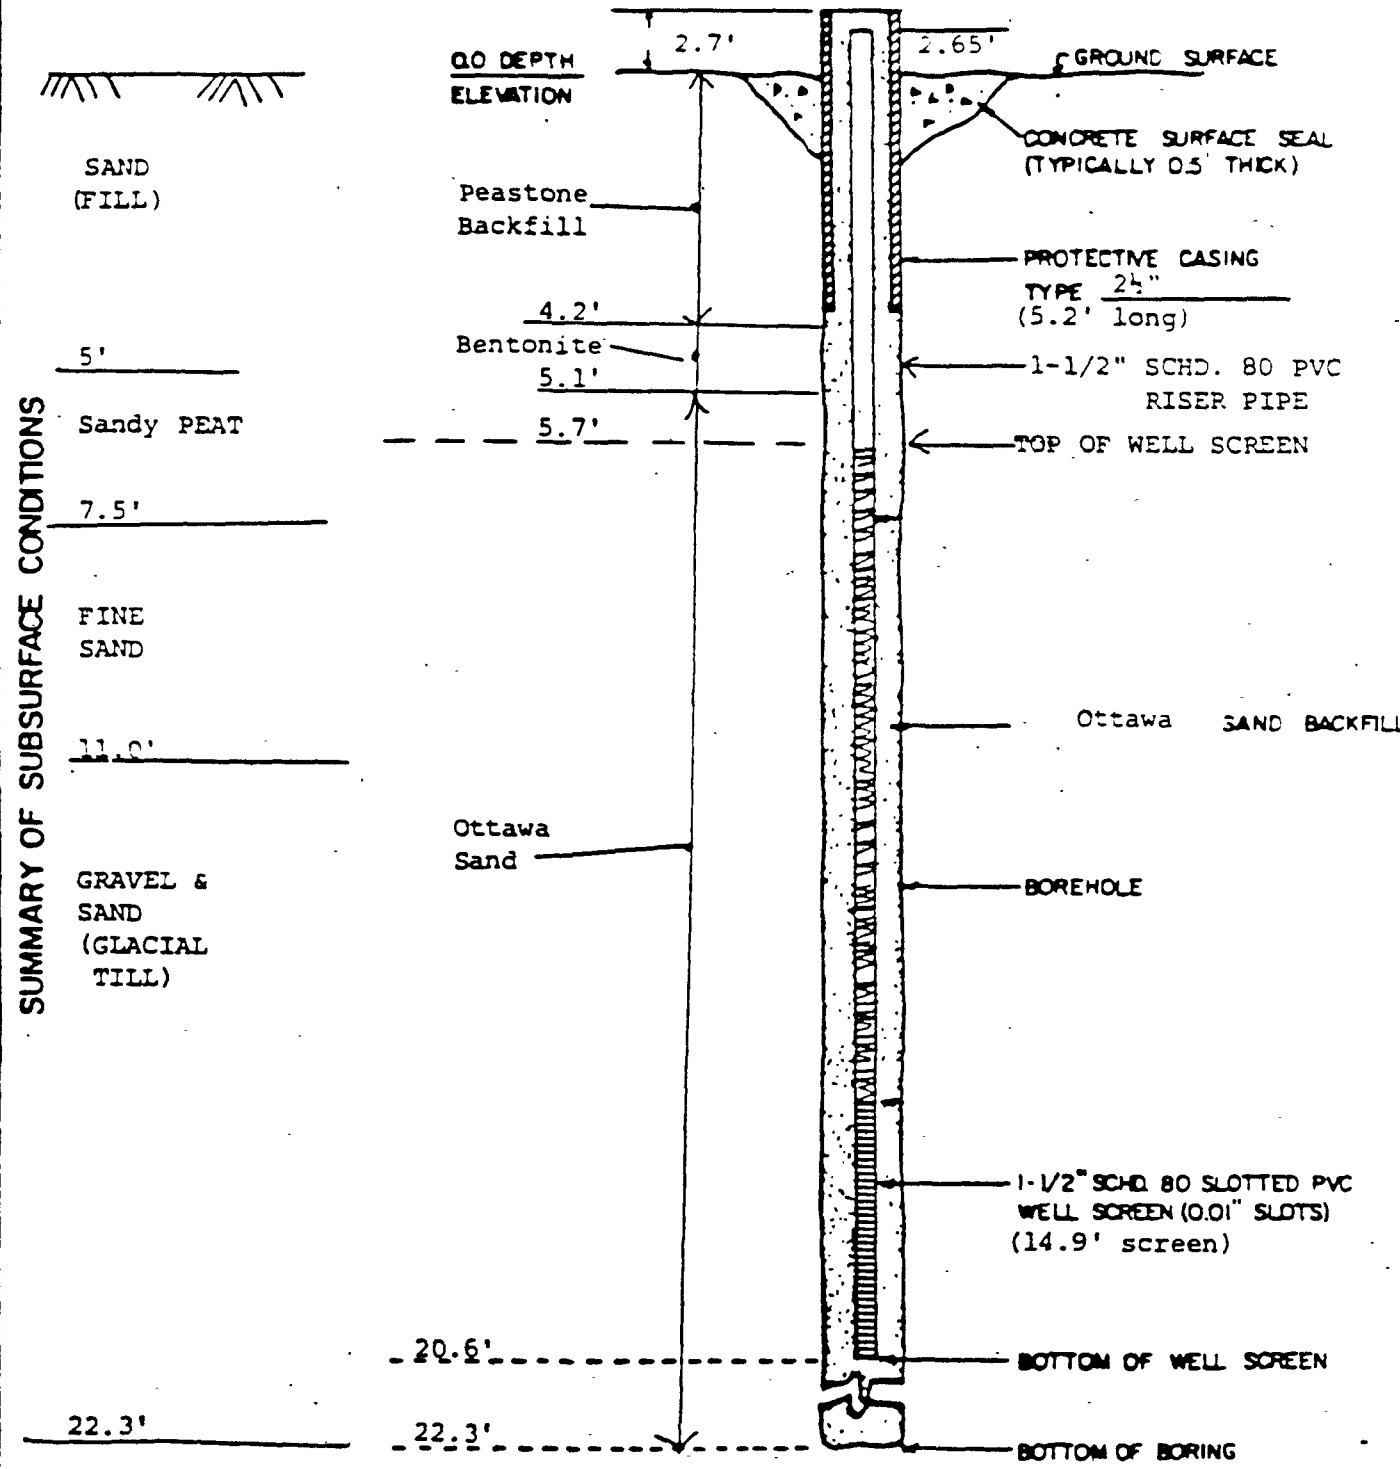 2.7'
2.65'
0.0 DEPTH
ELEVATION
GROUND SURFACE
CONCRETE SURFACE SEAL
(TYPICALLY 0.5' THICK)
SAND
(FILL)
Peastone
Backfill
PROTECTIVE CASING
TYPE 2½"
(5.2' long)
4.2'
Bentonite
5'
5.1'
1-1/2" SCHD. 80 PVC
RISER PIPE
Sandy PEAT
5.7'
TOP OF WELL SCREEN
7.5'
SUMMARY OF SUBSURFACE CONDITIONS
FINE
SAND
11.0'
Ottawa SAND BACKFILL
Ottawa
Sand
GRAVEL &
SAND
(GLACIAL
TILL)
BOREHOLE
1-1/2" SCHD. 80 SLOTTED PVC
WELL SCREEN (0.01" SLOTS)
(14.9' screen)
20.6'
BOTTOM OF WELL SCREEN
22.3'
22.3'
BOTTOM OF BORING